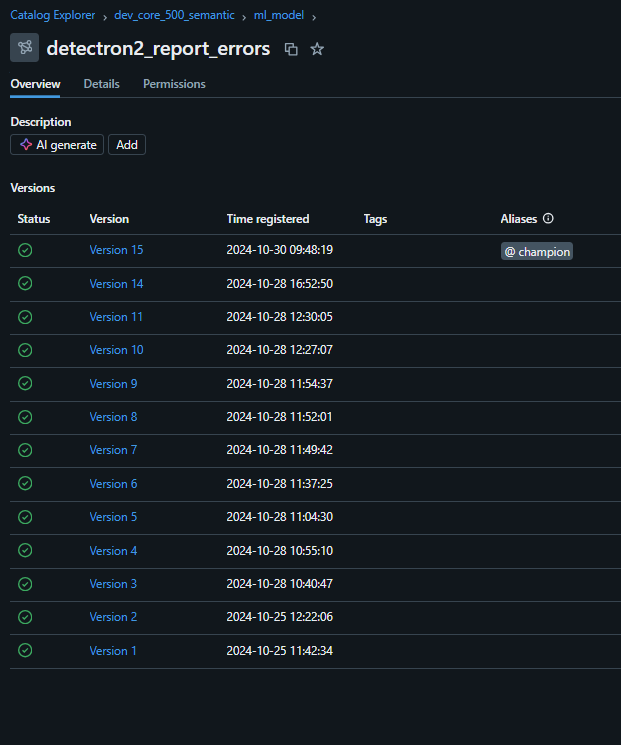 Catalog Explorer › dev_core_500_semantic › ml_model ›
detectron2_report_errors
Overview Details Permissions
Description
AI generate Add
Versions
Status Version Time registered Tags Aliases
Version 15 2024-10-30 09:48:19 @ champion
Version 14 2024-10-28 16:52:50
Version 11 2024-10-28 12:30:05
Version 10 2024-10-28 12:27:07
Version 9 2024-10-28 11:54:37
Version 8 2024-10-28 11:52:01
Version 7 2024-10-28 11:49:42
Version 6 2024-10-28 11:37:25
Version 5 2024-10-28 11:04:30
Version 4 2024-10-28 10:55:10
Version 3 2024-10-28 10:40:47
Version 2 2024-10-25 12:22:06
Version 1 2024-10-25 11:42:34